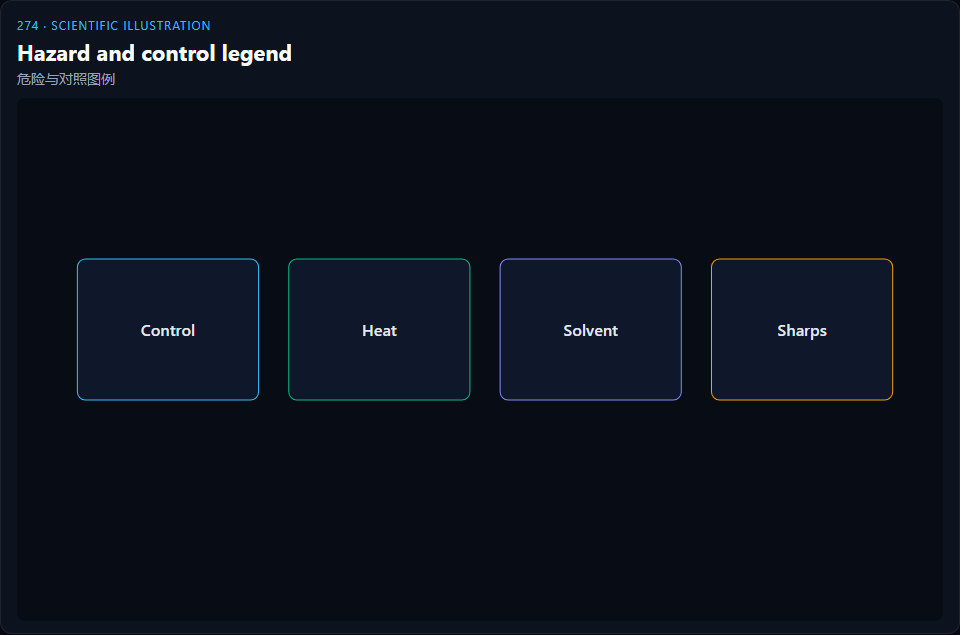 274 · SCIENTIFIC ILLUSTRATION
Hazard and control legend
危险与对照图例
Control
Heat
Solvent
Sharps